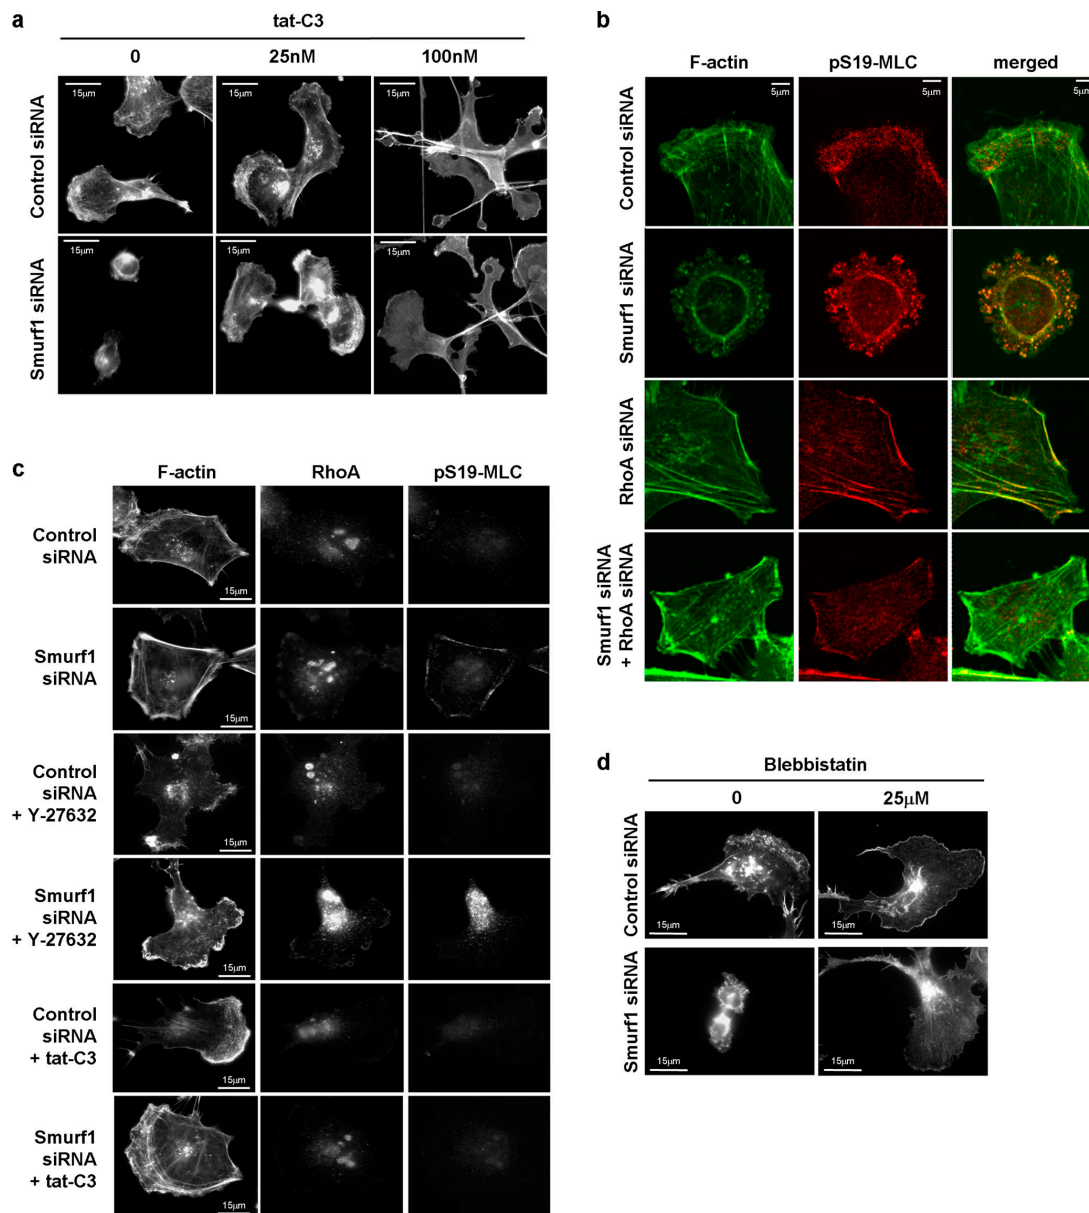 a
tat-C3
0 25nM 100nM
Control siRNA
15µm 15µm 15µm
Smurf1 siRNA
15µm 15µm 15µm
b
F-actin pS19-MLC merged
Control siRNA
5µm 5µm 5µm
Smurf1 siRNA
RhoA siRNA
Smurf1 siRNA
+ RhoA siRNA
c
F-actin RhoA pS19-MLC
Control
siRNA
15µm
Smurf1
siRNA
15µm
Control
siRNA
+ Y-27632
15µm
Smurf1
siRNA
+ Y-27632
15µm
Control
siRNA
+ tat-C3
15µm
Smurf1
siRNA
+ tat-C3
15µm
d
Blebbistatin
0 25µM
Control siRNA
15µm 15µm
Smurf1 siRNA
15µm 15µm